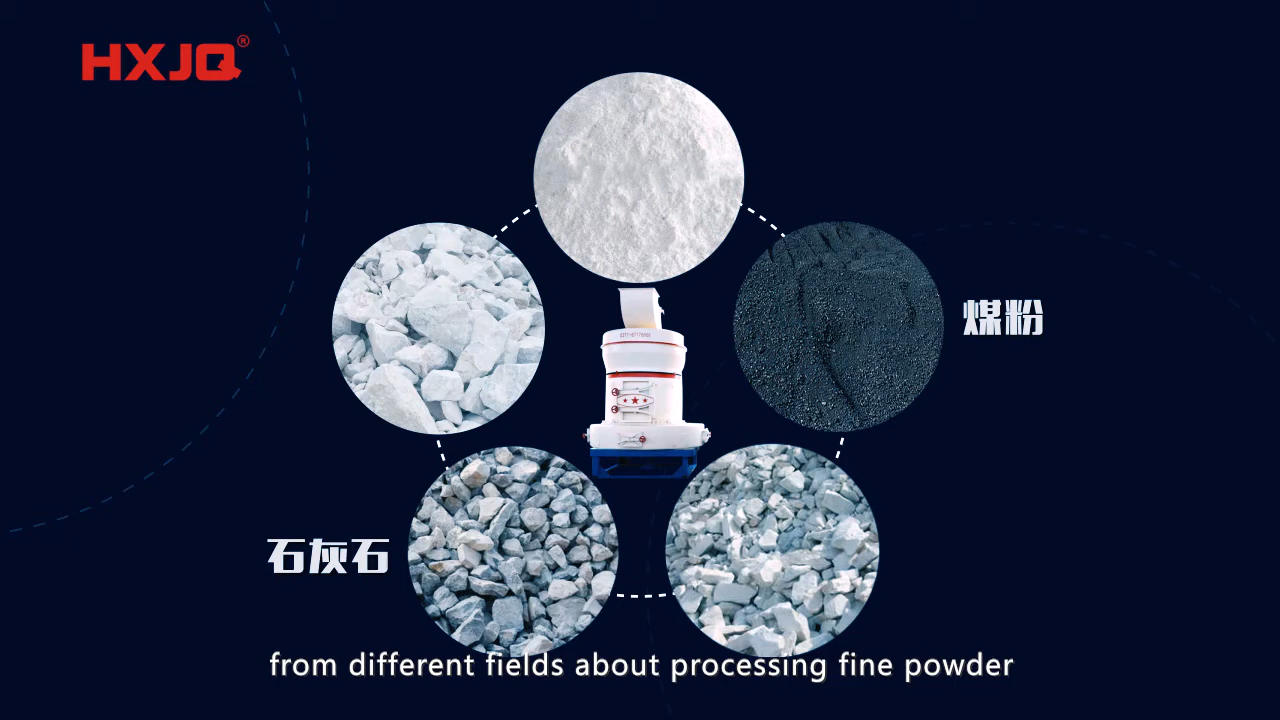 HXJQ®
煤粉
石灰石
from different fields about processing fine powder